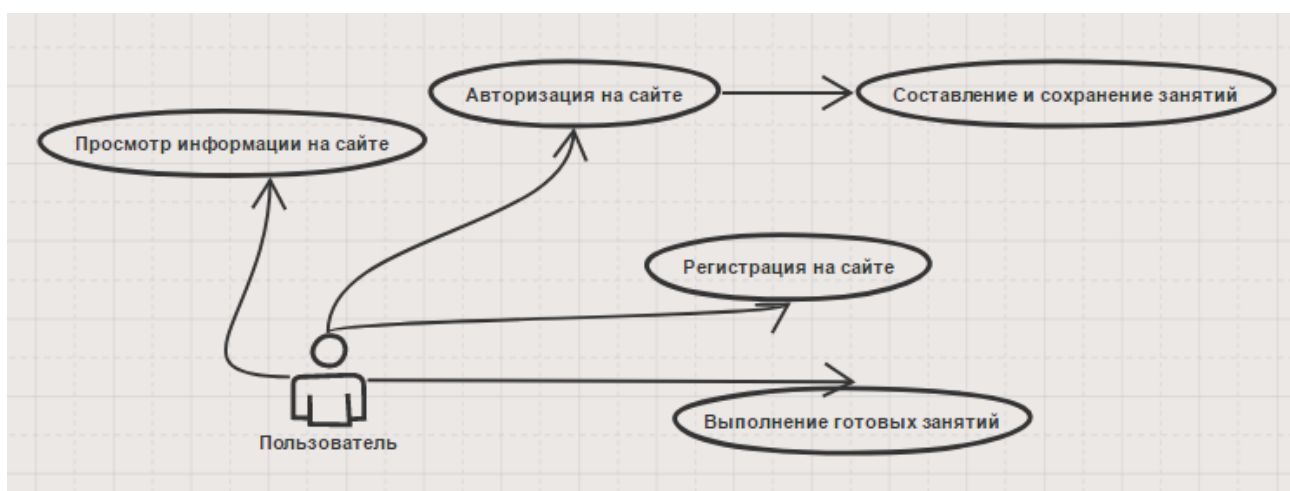 Авторизация на сайте
Составление и сохранение занятий
Просмотр информации на сайте
Регистрация на сайте
Выполнение готовых занятий
Пользователь